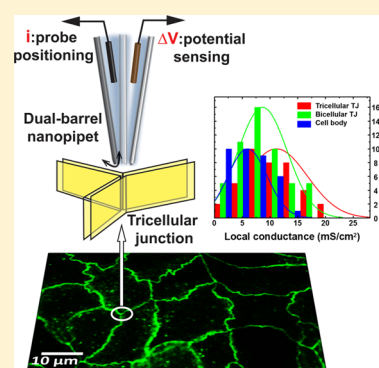 i:probe
positioning
ΔV:potential
sensing
Dual-barrel
nanopipet
Tricellular
junction
Tricellular TJ
Bicellular TJ
Cell body
16
14
12
10
8
6
4
2
0
0 5 10 15 20 25
Local conductance (mS/cm²)
10 μm